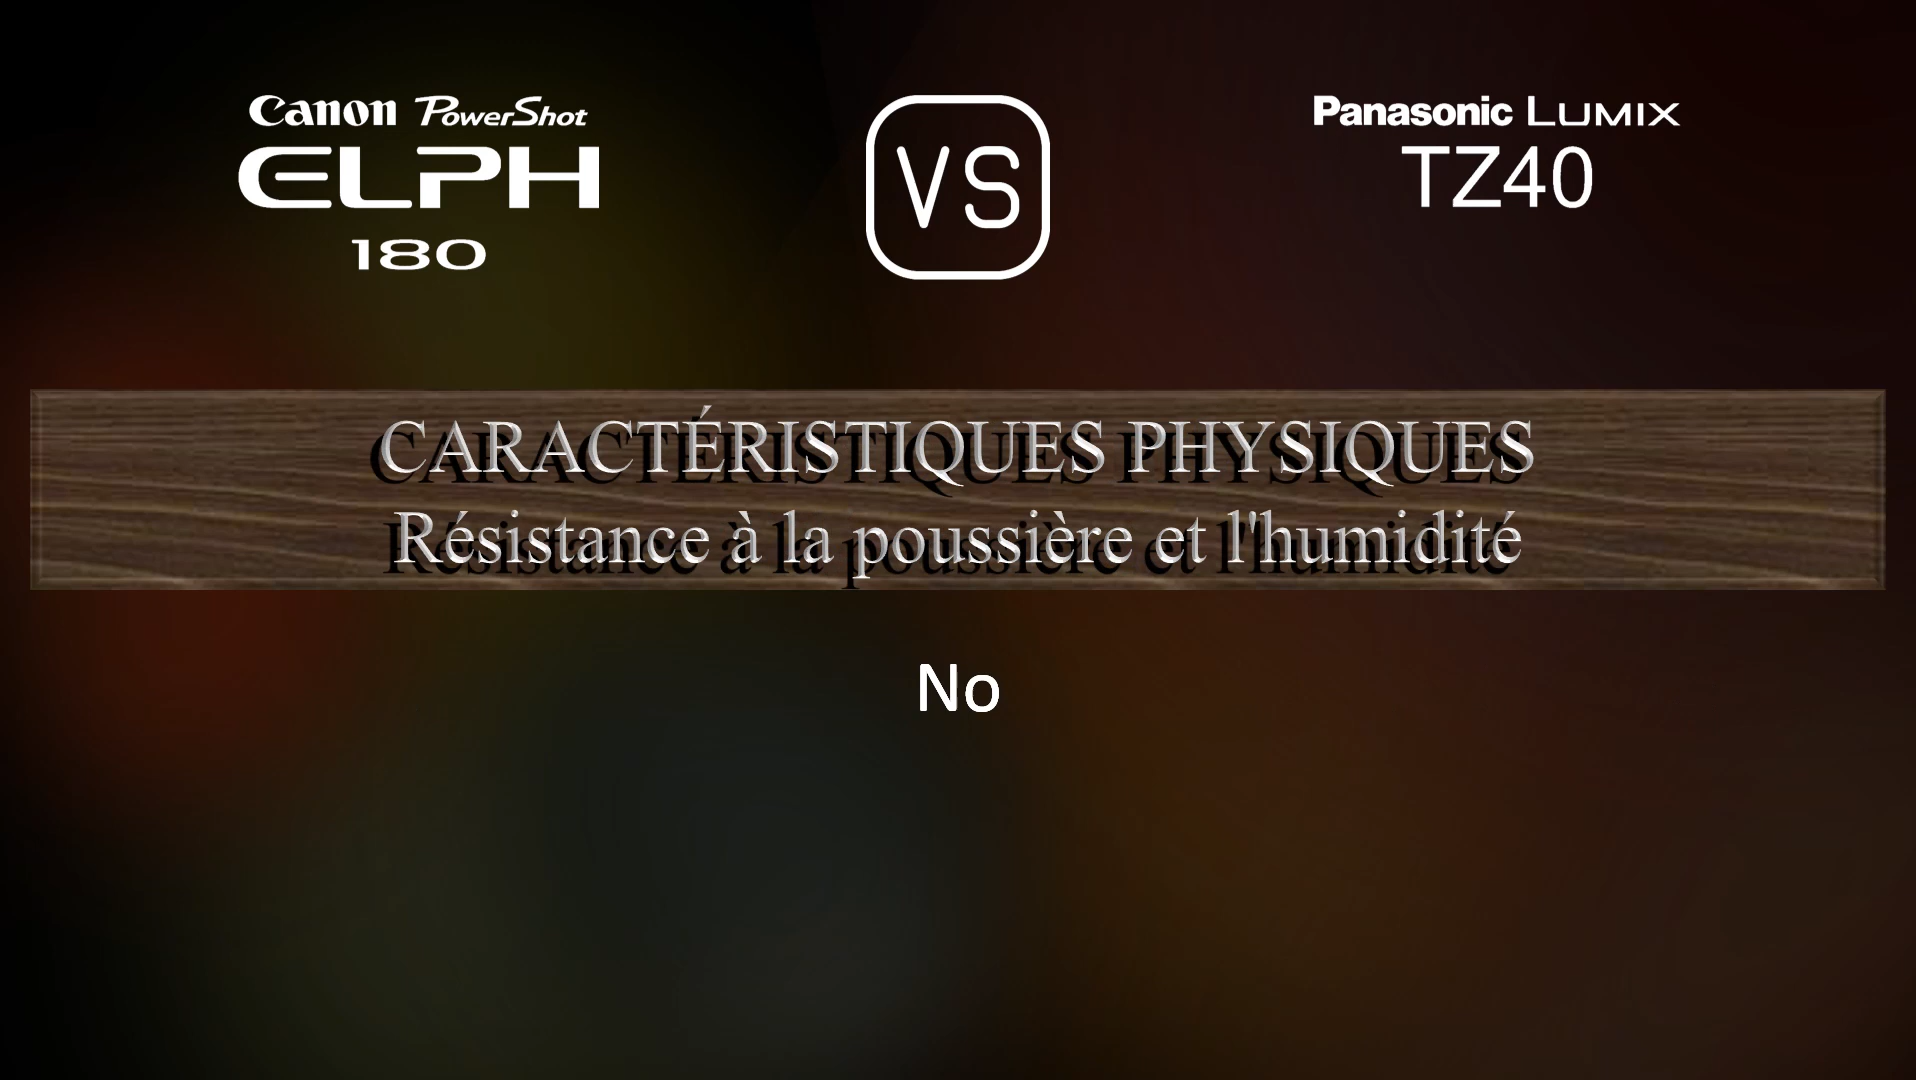 Canon PowerShot
ELPH
180
VS
Panasonic LUMIX
TZ40
CARACTÉRISTIQUES PHYSIQUES
Résistance à la poussière et l'humidité
No